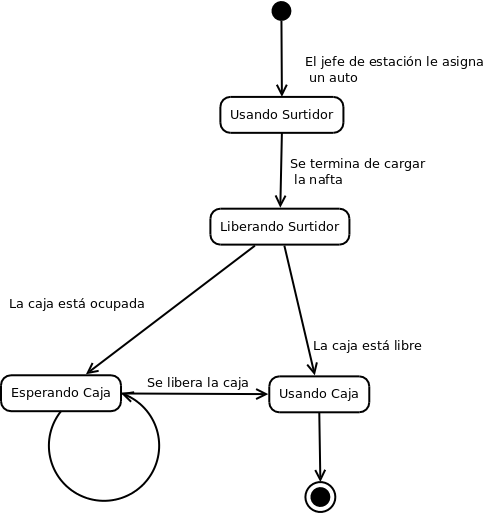 El jefe de estación le asigna
un auto
Usando Surtidor
Se termina de cargar
la nafta
Liberando Surtidor
La caja está ocupada
La caja está libre
Se libera la caja
Esperando Caja
Usando Caja